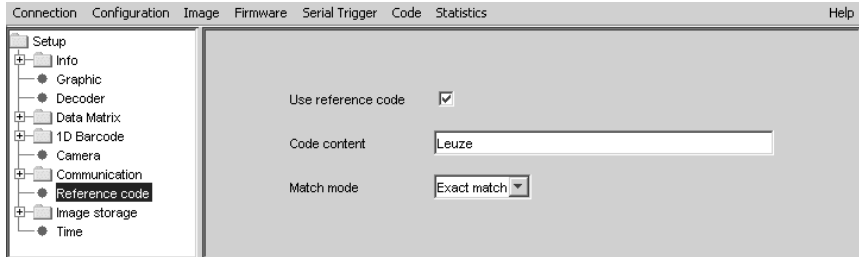 Connection Configuration Image Firmware Serial Trigger Code Statistics Help
Setup
Info
Graphic
Decoder
Data Matrix
1D Barcode
Camera
Communication
Reference code
Image storage
Time
Use reference code
Code content Leuze
Match mode Exact match